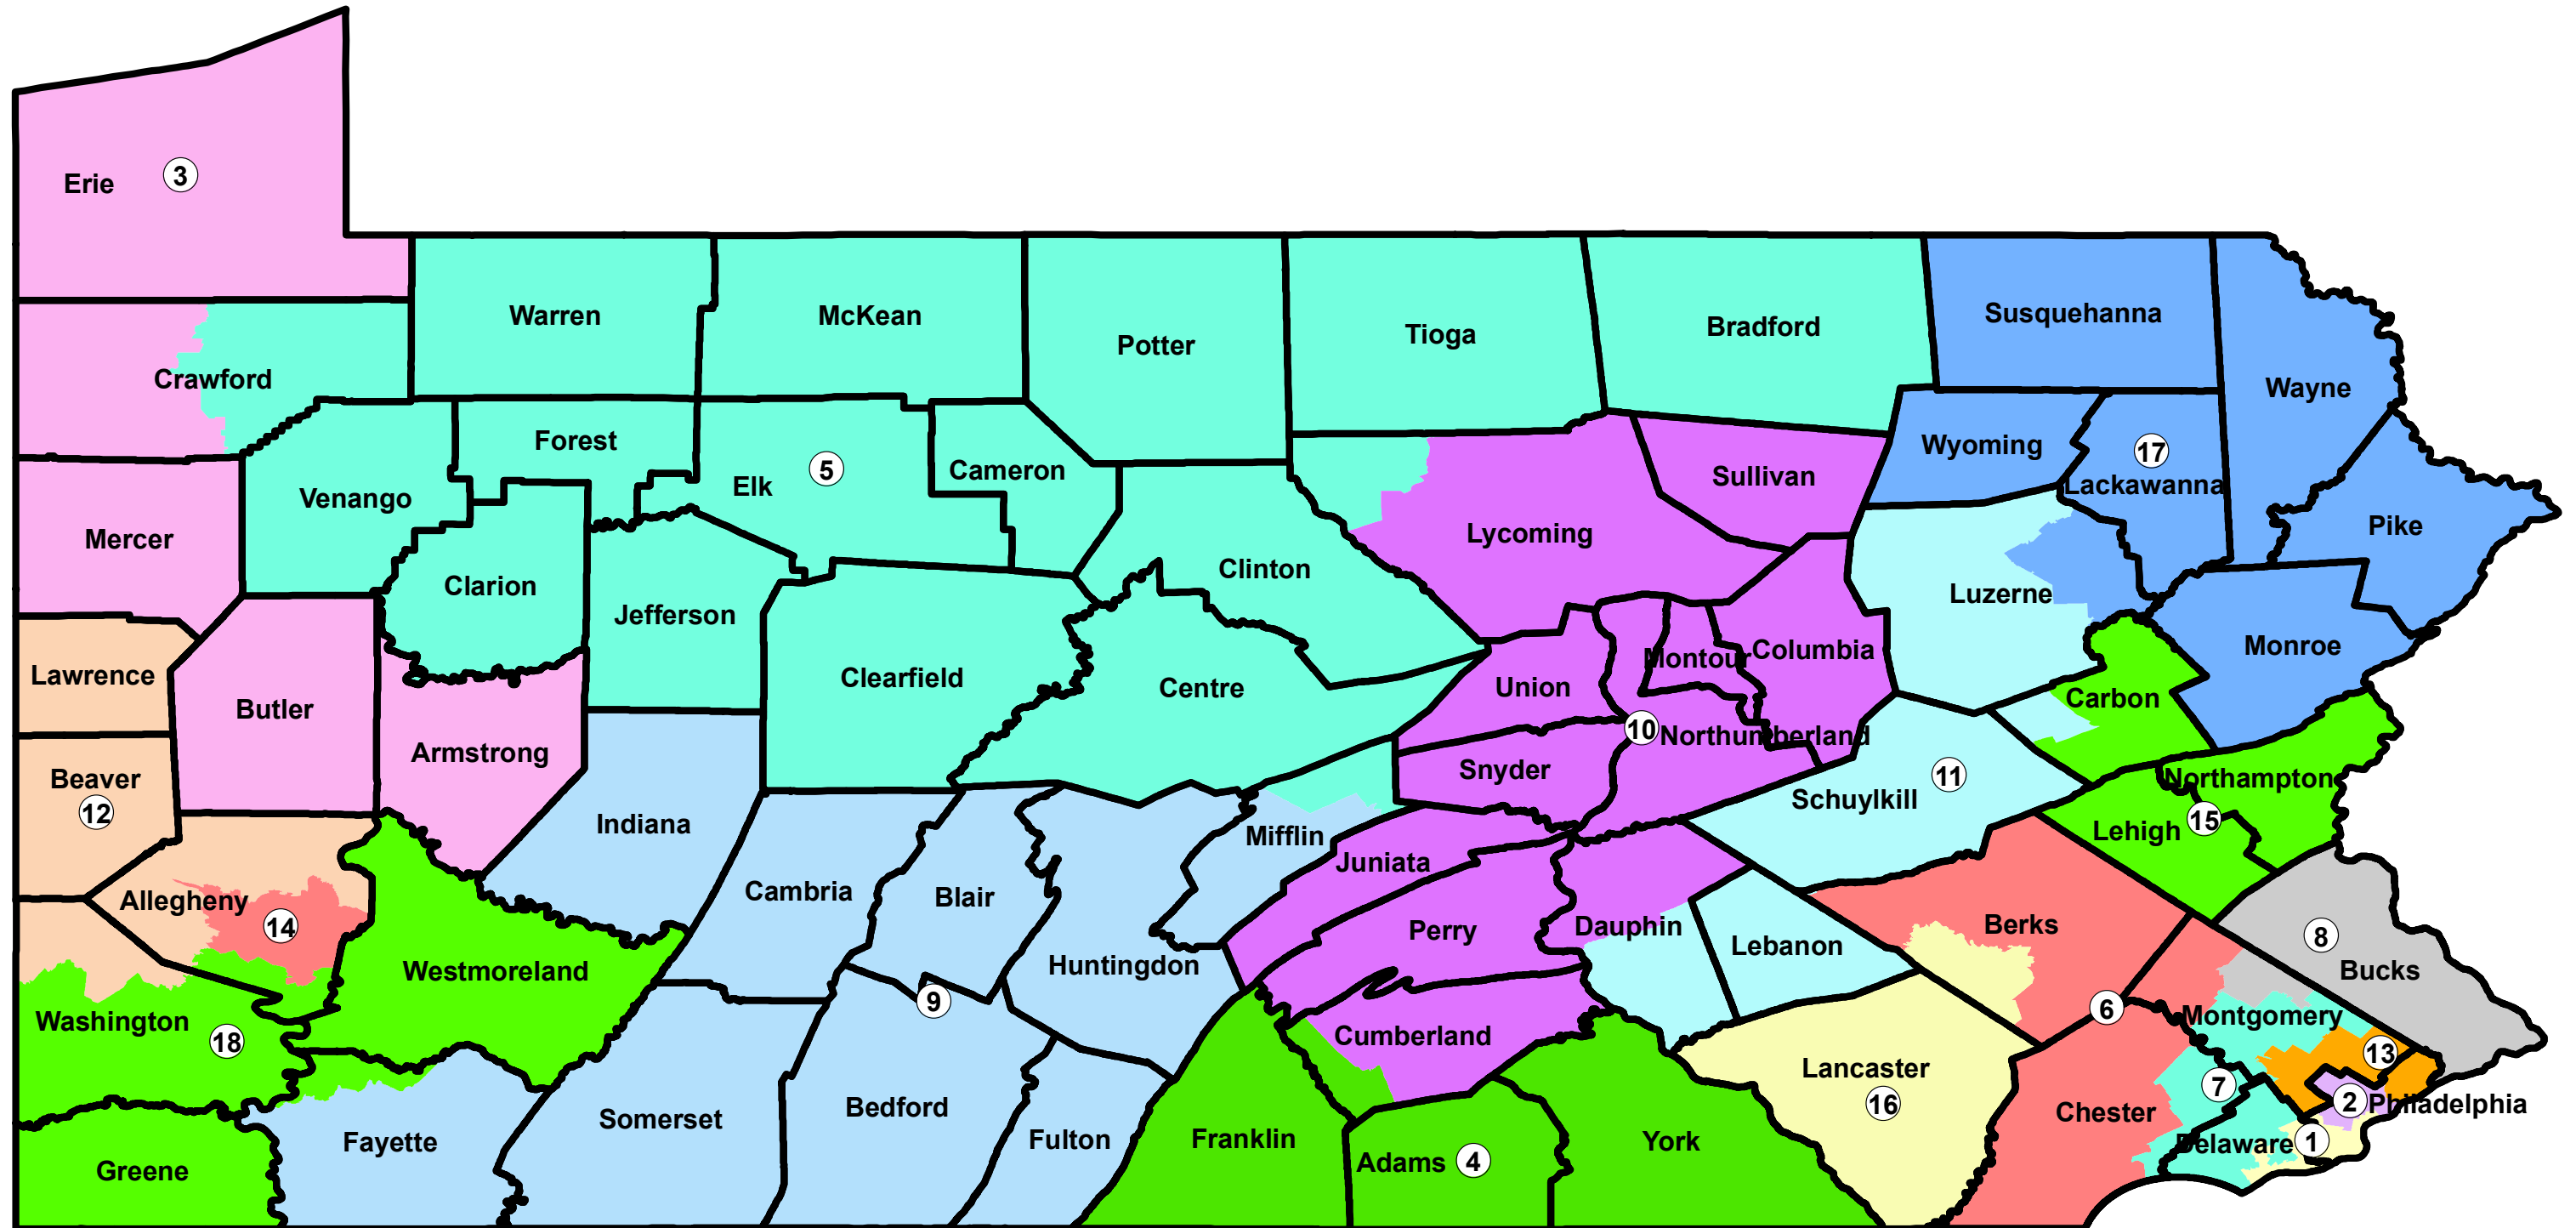 Erie
3
Warren
McKean
Potter
Tioga
Bradford
Susquehanna
Wayne
Crawford
Forest
Elk
5
Cameron
Venango
Sullivan
Wyoming
17
Lackawanna
Pike
Mercer
Clarion
Jefferson
Clinton
Lycoming
Luzerne
Monroe
Lawrence
Butler
Clearfield
Centre
Union
Montour
Columbia
Carbon
Armstrong
10
Northumberland
Snyder
Beaver
12
Indiana
Mifflin
Juniata
Schuylkill
11
Northampton
Lehigh
15
Allegheny
14
Cambria
Blair
Huntingdon
Perry
Dauphin
Lebanon
Berks
8
Bucks
Westmoreland
Washington
18
9
Cumberland
6
Montgomery
13
Lancaster
16
Chester
7
2
Philadelphia
Greene
Fayette
Somerset
Bedford
Fulton
Franklin
Adams
4
York
Delaware
1